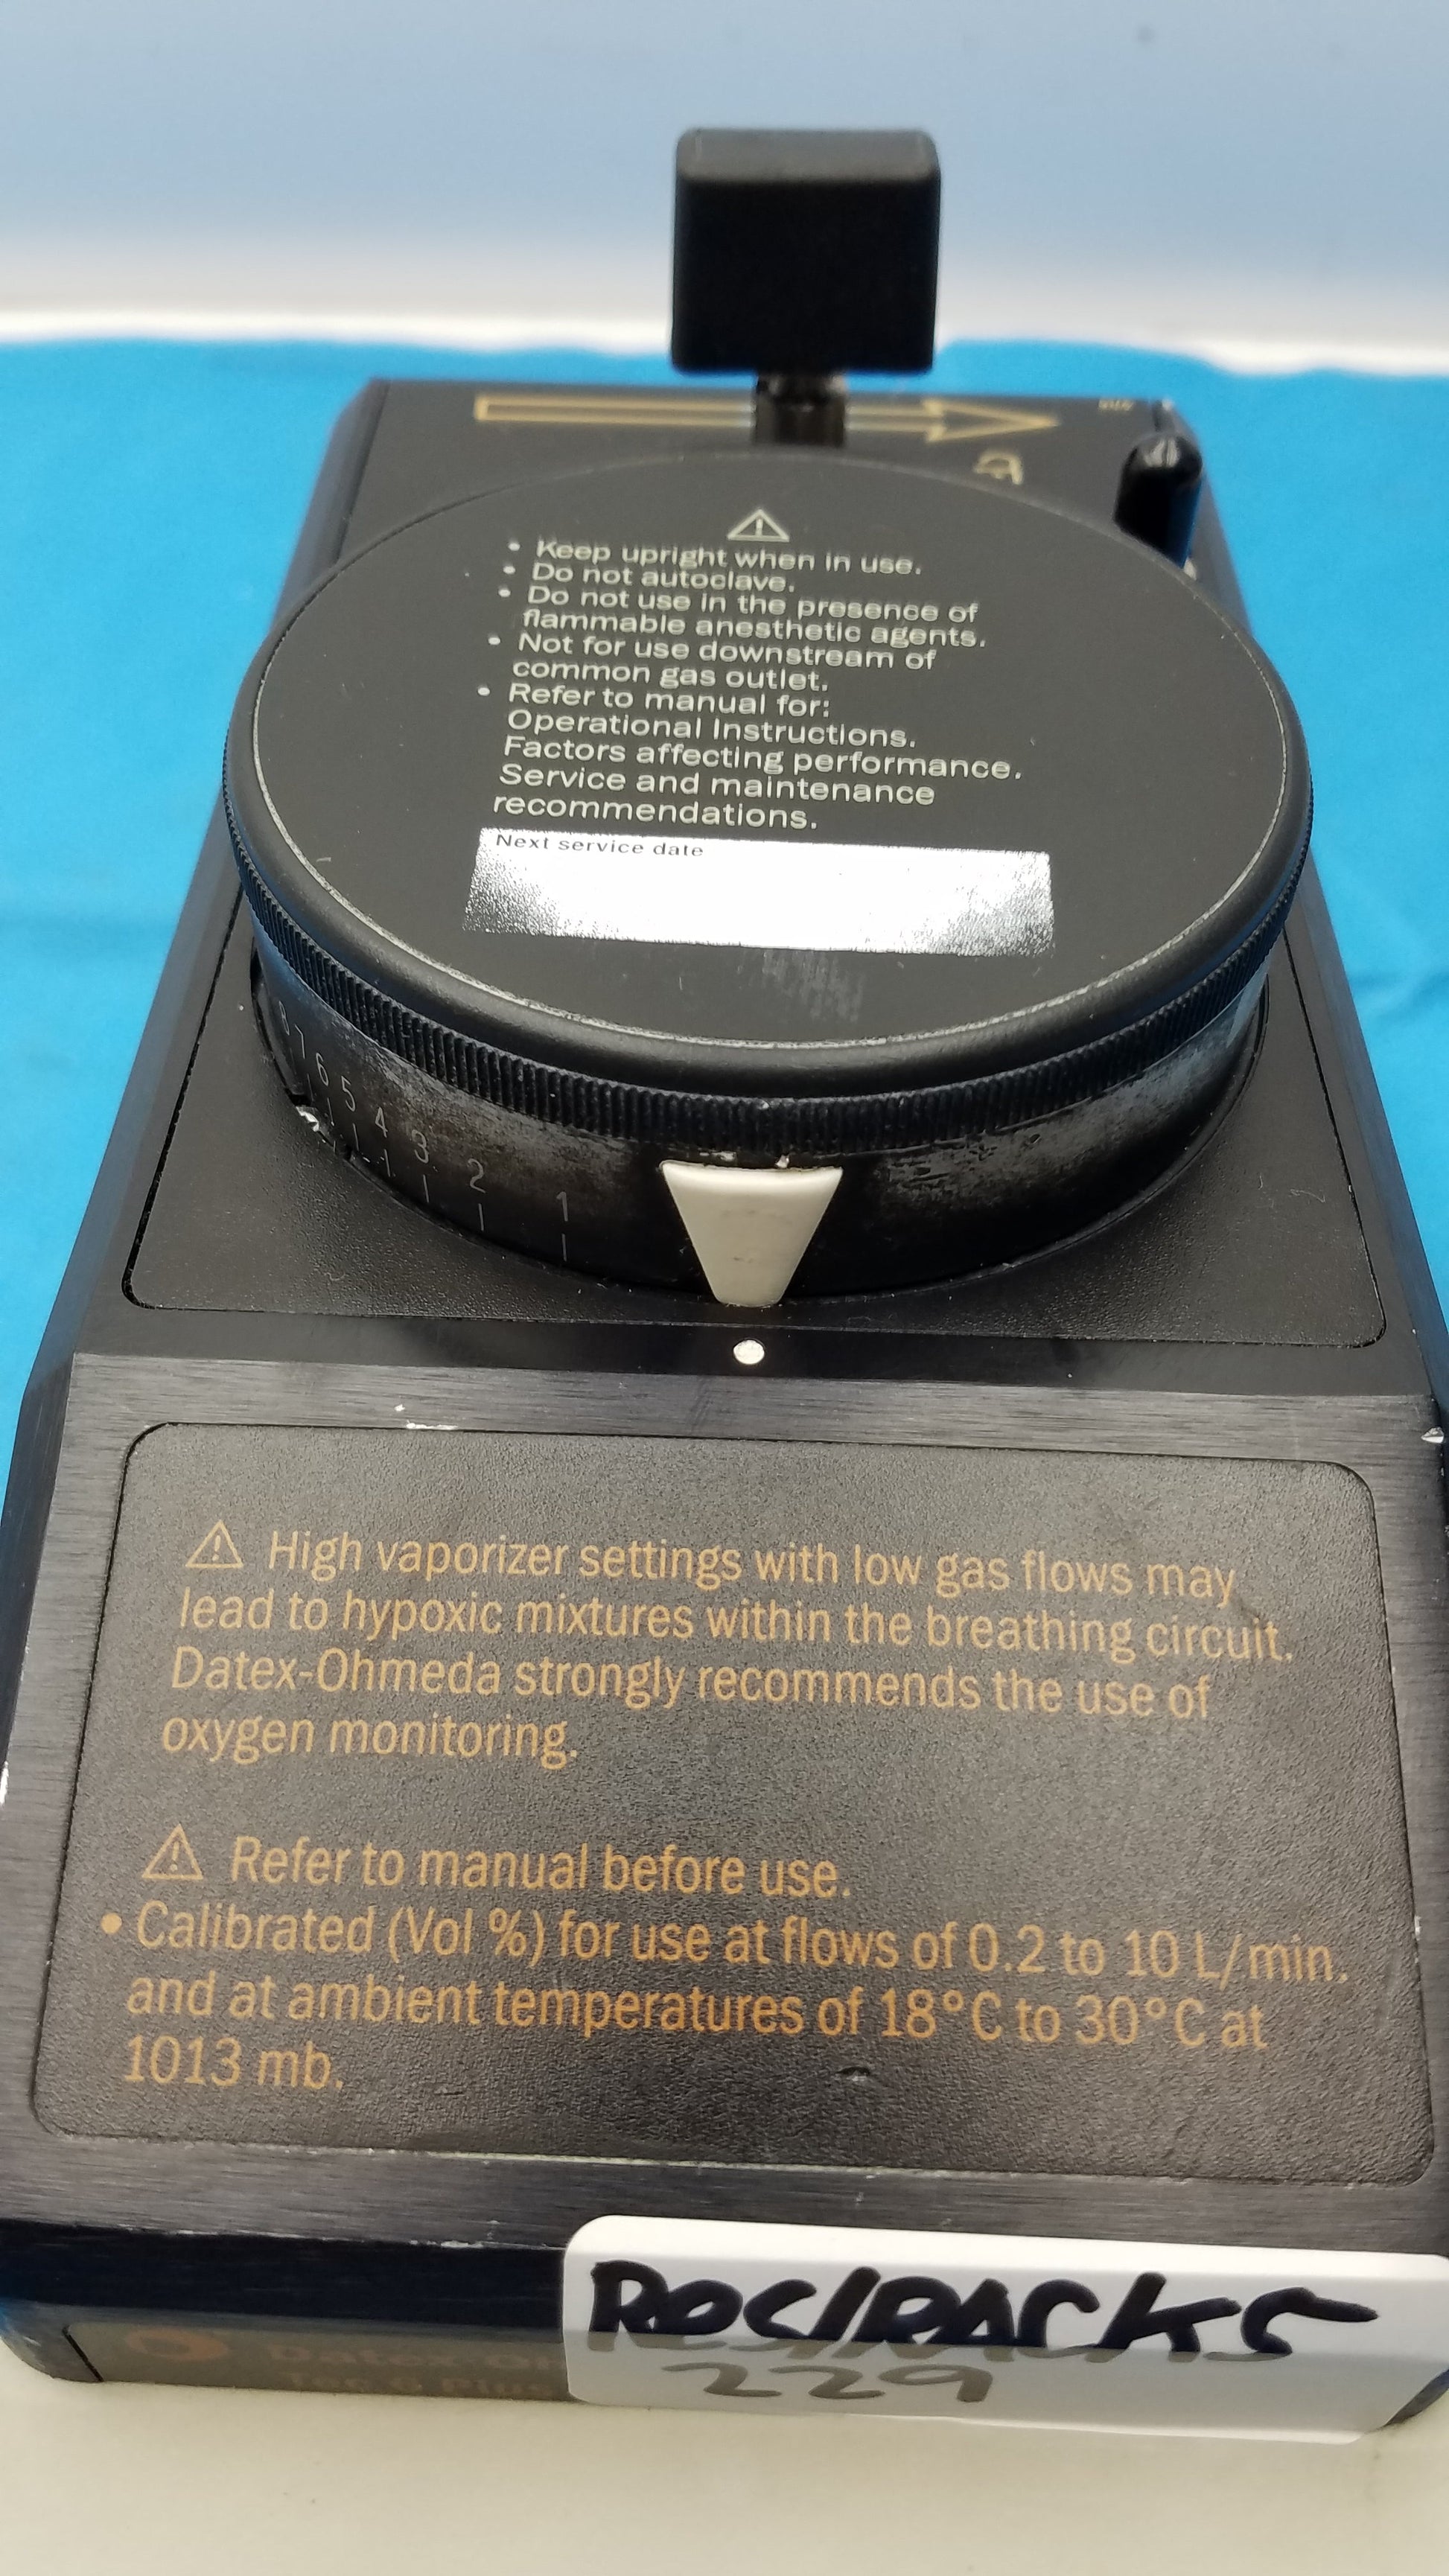 • Keep upright when in use.
• Do not autoclave.
• Do not use in the presence of
flammable anesthetic agents.
• Not for use downstream of
common gas outlet.
• Refer to manual for:
Operational Instructions.
Factors affecting performance.
Service and maintenance
recommendations.
Next service date
8 7 6 5 4 3 2 1
High vaporizer settings with low gas flows may
lead to hypoxic mixtures within the breathing circuit.
Datex-Ohmeda strongly recommends the use of
oxygen monitoring.
Refer to manual before use.
• Calibrated (Vol %) for use at flows of 0.2 to 10 L/min.
and at ambient temperatures of 18°C to 30°C at
1013 mb.
Datex-O
Tec 6 Plus
229